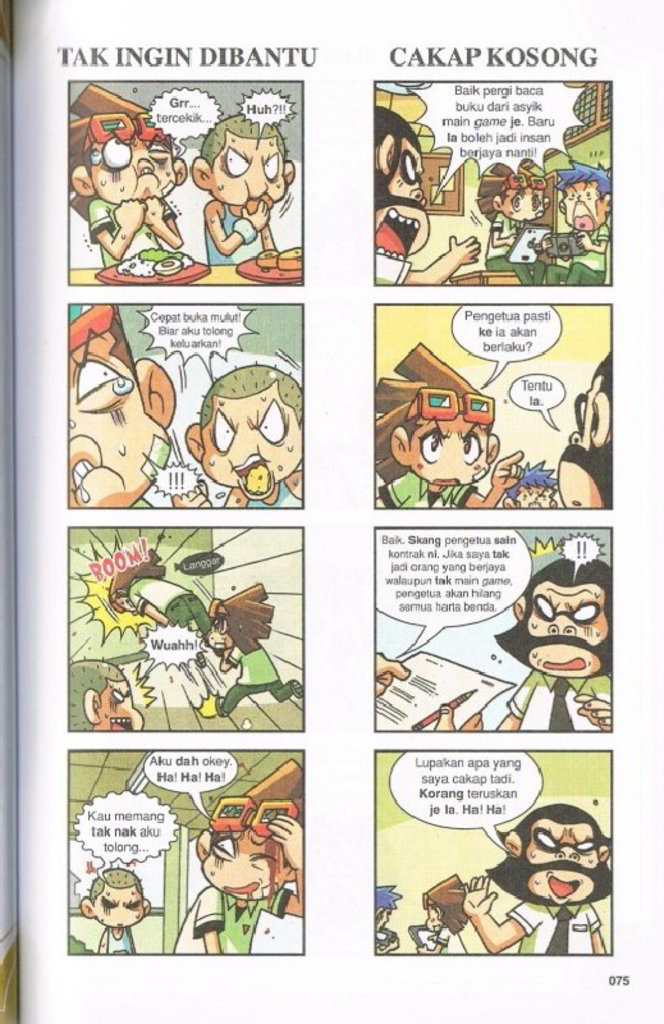 TAK INGIN DIBANTU
Grr...
tercekik...
Huh?!!
Cepat buka mulut!
Biar aku tolong
keluarkan!
!!!
BOOM!
Langgar
Wuahh!
Aku dah okey.
Ha! Ha! Ha!
Kau memang
tak nak aku
tolong...
CAKAP KOSONG
Baik pergi baca
buku dari asyik
main game je. Baru
la boleh jadi insan
berjaya nanti!
Pengetua pasti
ke ia akan
berlaku?
Tentu
la.
Baik. Skang pengetua sain
kontrak ni. Jika saya tak
jadi orang yang berjaya
walaupun tak main game,
pengetua akan hilang
semua harta benda.
!!
Lupakan apa yang
saya cakap tadi.
Korang teruskan
je la. Ha! Ha!
075